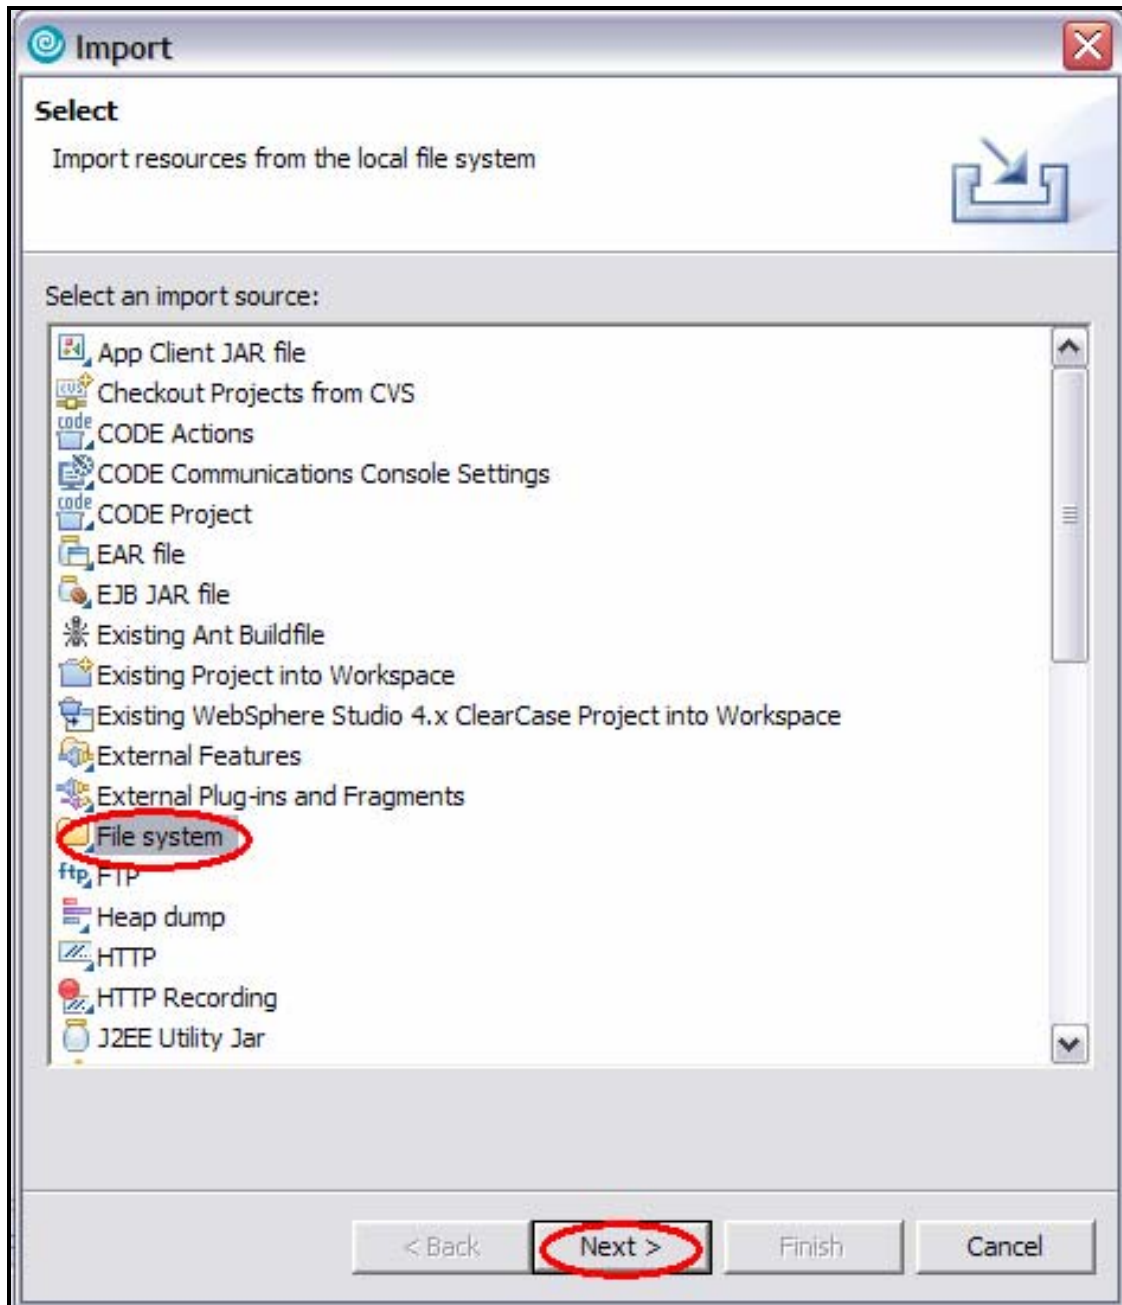 Import
Select
Import resources from the local file system
Select an import source:
App Client JAR file
Checkout Projects from CVS
CODE Actions
CODE Communications Console Settings
CODE Project
EAR file
EJB JAR file
Existing Ant Buildfile
Existing Project into Workspace
Existing WebSphere Studio 4.x ClearCase Project into Workspace
External Features
External Plug-ins and Fragments
File system
FTP
Heap dump
HTTP
HTTP Recording
J2EE Utility Jar
< Back Next > Finish Cancel